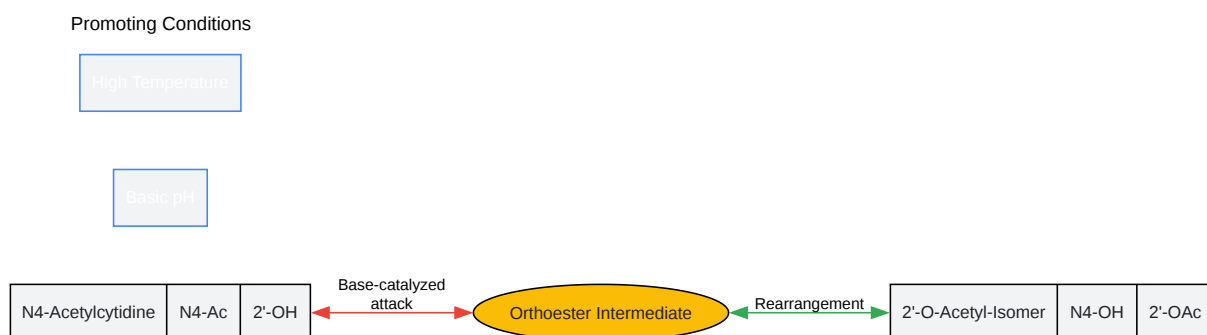 Promoting Conditions
High Temperature
Basic pH
N4-Acetylcytidine N4-Ac 2'-OH
Base-catalyzed
attack
Orthoester Intermediate
Rearrangement
2'-O-Acetyl-Isomer N4-OH 2'-OAc